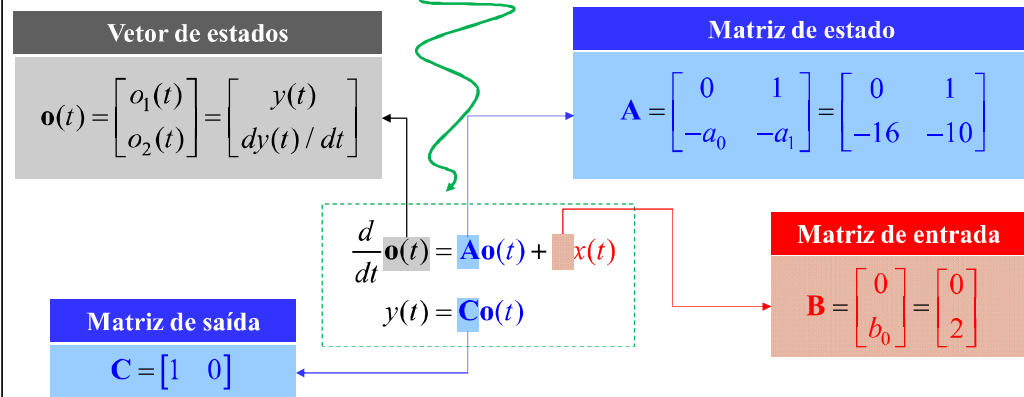 Vetor de estados
o(t) = [o₁(t) o₂(t)] = [y(t) dy(t) / dt]
Matriz de estado
A = [0 1 −a₀ −a₁] = [0 1 −16 −10]
d/dt o(t) = Ao(t) + x(t)
y(t) = Co(t)
Matriz de entrada
B = [0 b₀] = [0 2]
Matriz de saída
C = [1 0]